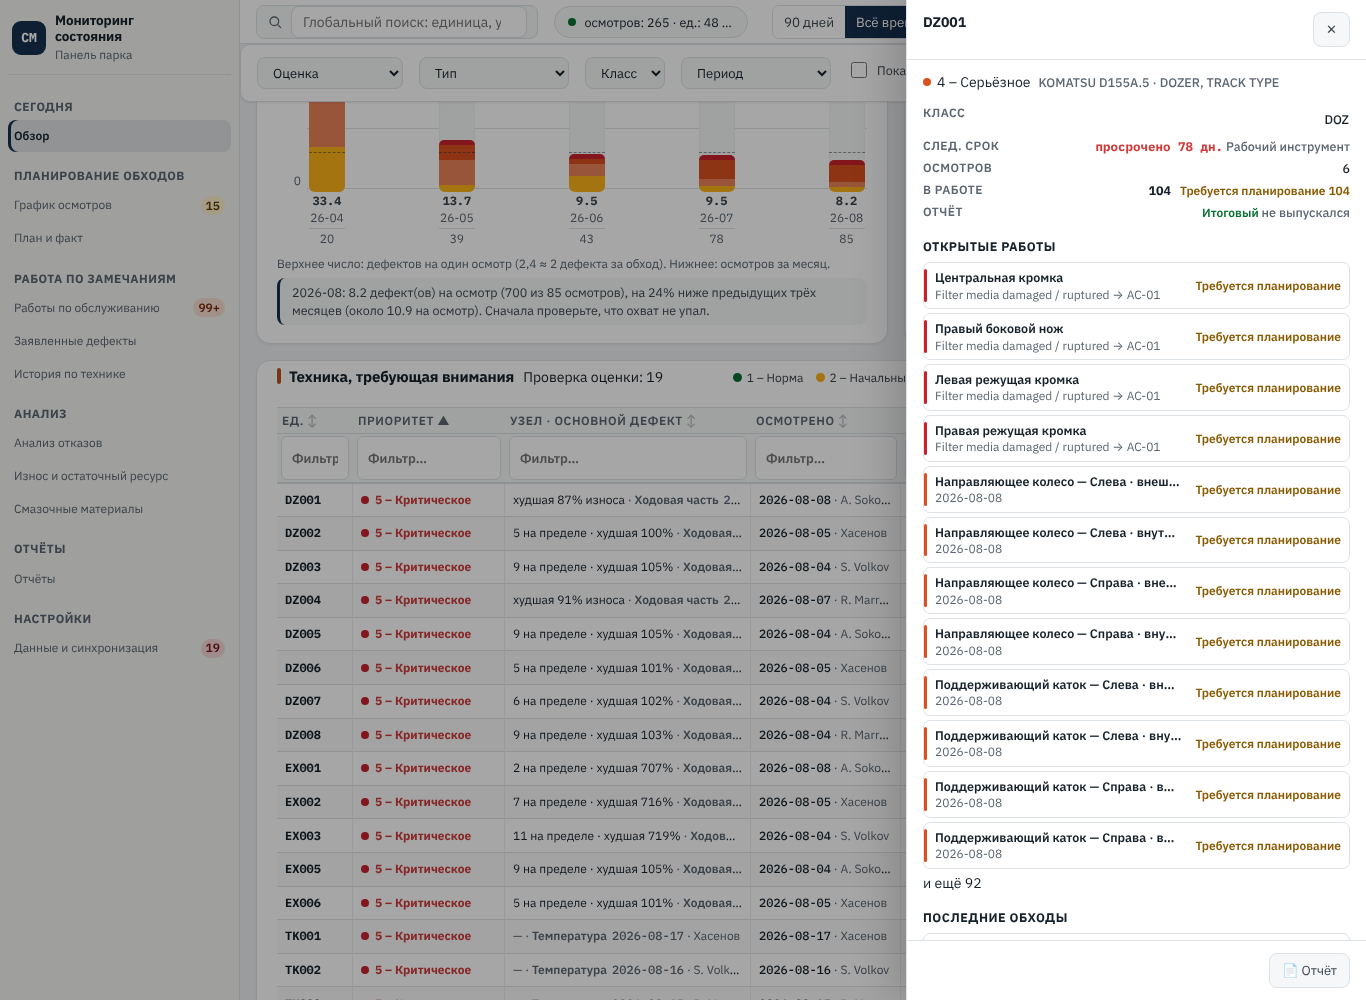 СМ
Мониторинг
состояния
Панель парка
СЕГОДНЯ
Обзор
ПЛАНИРОВАНИЕ ОБХОДОВ
График осмотров 15
План и факт
РАБОТА ПО ЗАМЕЧАНИЯМ
Работы по обслуживанию 99+
Заявленные дефекты
История по технике
АНАЛИЗ
Анализ отказов
Износ и остаточный ресурс
Смазочные материалы
ОТЧЁТЫ
Отчёты
НАСТРОЙКИ
Данные и синхронизация 19
Глобальный поиск: единица, у
осмотров: 265 · ед.: 48 ...
90 дней
Всё вре
Оценка
Тип
Класс
Период
Пока
0
33.4 13.7 9.5 9.5 8.2
26-04 26-05 26-06 26-07 26-08
20 39 43 78 85
Верхнее число: дефектов на один осмотр (2,4 ≈ 2 дефекта за обход). Нижнее: осмотров за месяц.
2026-08: 8.2 дефект(ов) на осмотр (700 из 85 осмотров), на 24% ниже предыдущих трёх
месяцев (около 10.9 на осмотр). Сначала проверьте, что охват не упал.
Техника, требующая внимания Проверка оценки: 19 1 – Норма 2 – Начальны
ЕД. ПРИОРИТЕТ ▲ УЗЕЛ · ОСНОВНОЙ ДЕФЕКТ ОСМОТРЕНО
Фильтр Фильтр... Фильтр... Фильтр...
DZ001 5 – Критическое худшая 87% износа · Ходовая часть 2... 2026-08-08 · A. Soko...
DZ002 5 – Критическое 5 на пределе · худшая 100% · Ходовая... 2026-08-05 · Хасенов
DZ003 5 – Критическое 9 на пределе · худшая 105% · Ходовая... 2026-08-04 · S. Volkov
DZ004 5 – Критическое худшая 91% износа · Ходовая часть 2... 2026-08-07 · R. Marr...
DZ005 5 – Критическое 9 на пределе · худшая 105% · Ходовая... 2026-08-04 · A. Soko...
DZ006 5 – Критическое 5 на пределе · худшая 101% · Ходовая... 2026-08-05 · Хасенов
DZ007 5 – Критическое 6 на пределе · худшая 102% · Ходовая... 2026-08-04 · S. Volkov
DZ008 5 – Критическое 9 на пределе · худшая 103% · Ходовая... 2026-08-04 · R. Marr...
EX001 5 – Критическое 2 на пределе · худшая 707% · Ходовая... 2026-08-08 · A. Soko...
EX002 5 – Критическое 7 на пределе · худшая 716% · Ходовая... 2026-08-05 · Хасенов
EX003 5 – Критическое 11 на пределе · худшая 719% · Ходов... 2026-08-04 · S. Volkov
EX005 5 – Критическое 9 на пределе · худшая 105% · Ходовая... 2026-08-04 · A. Soko...
EX006 5 – Критическое 5 на пределе · худшая 101% · Ходовая... 2026-08-05 · Хасенов
TK001 5 – Критическое — · Температура 2026-08-17 · Хасенов 2026-08-17 · Хасенов
TK002 5 – Критическое — · Температура 2026-08-16 · S. Volk... 2026-08-16 · S. Volkov
DZ001
✕
4 – Серьёзное KOMATSU D155A.5 · DOZER, TRACK TYPE
КЛАСС DOZ
СЛЕД. СРОК просрочено 78 дн. Рабочий инструмент
ОСМОТРОВ 6
В РАБОТЕ 104 Требуется планирование 104
ОТЧЁТ Итоговый не выпускался
ОТКРЫТЫЕ РАБОТЫ
Центральная кромка
Filter media damaged / ruptured → AC-01 Требуется планирование
Правый боковой нож
Filter media damaged / ruptured → AC-01 Требуется планирование
Левая режущая кромка
Filter media damaged / ruptured → AC-01 Требуется планирование
Правая режущая кромка
Filter media damaged / ruptured → AC-01 Требуется планирование
Направляющее колесо — Слева · внеш...
2026-08-08 Требуется планирование
Направляющее колесо — Слева · внут...
2026-08-08 Требуется планирование
Направляющее колесо — Справа · вне...
2026-08-08 Требуется планирование
Направляющее колесо — Справа · вну...
2026-08-08 Требуется планирование
Поддерживающий каток — Слева · вн...
2026-08-08 Требуется планирование
Поддерживающий каток — Слева · вну...
2026-08-08 Требуется планирование
Поддерживающий каток — Справа · в...
2026-08-08 Требуется планирование
Поддерживающий каток — Справа · в...
2026-08-08 Требуется планирование
и ещё 92
ПОСЛЕДНИЕ ОБХОДЫ
Отчёт